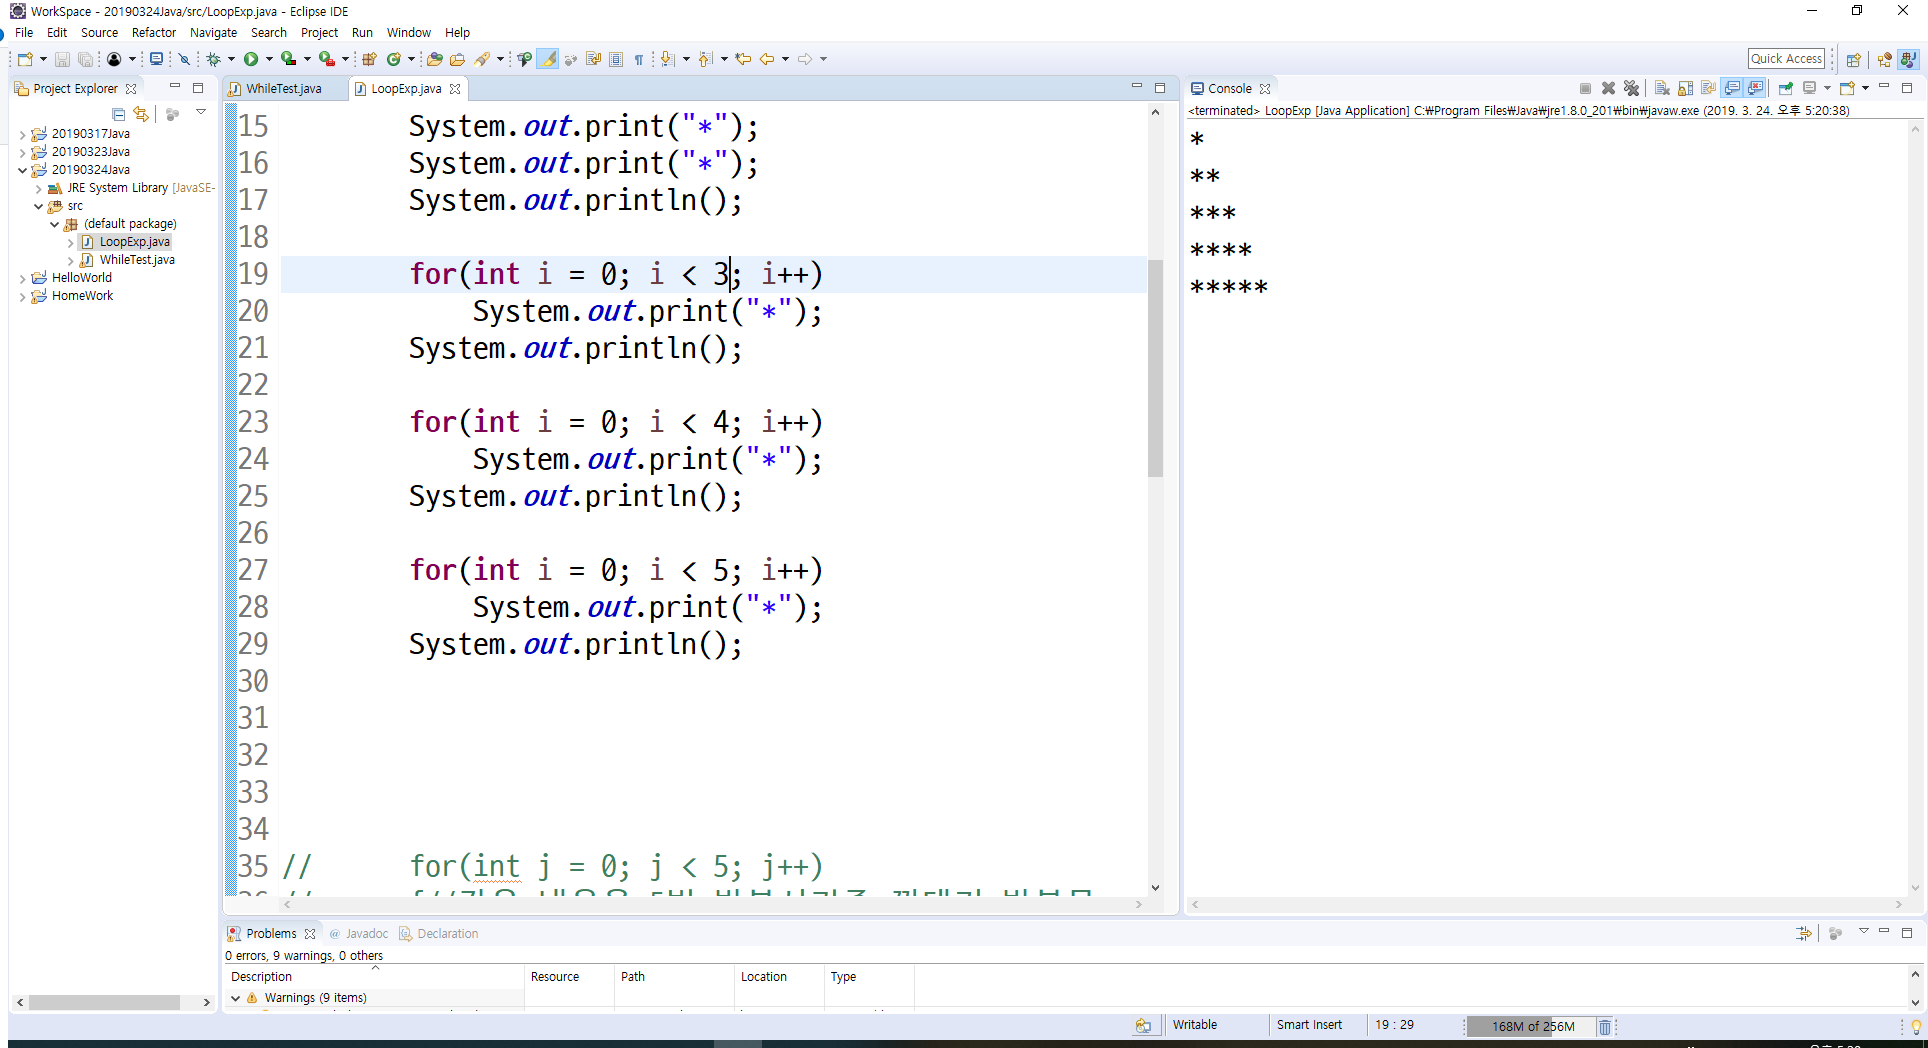 WorkSpace - 20190324Java/src/LoopExp.java - Eclipse IDE
File Edit Source Refactor Navigate Search Project Run Window Help
Quick Access
Project Explorer
20190317Java
20190323Java
20190324Java
JRE System Library [JavaSE-
src
(default package)
LoopExp.java
WhileTest.java
HelloWorld
HomeWork
WhileTest.java LoopExp.java
15 System.out.print("*");
16 System.out.print("*");
17 System.out.println();
18
19 for(int i = 0; i < 3; i++)
20 System.out.print("*");
21 System.out.println();
22
23 for(int i = 0; i < 4; i++)
24 System.out.print("*");
25 System.out.println();
26
27 for(int i = 0; i < 5; i++)
28 System.out.print("*");
29 System.out.println();
30
31
32
33
34
35 // for(int j = 0; j < 5; j++)
Console
<terminated> LoopExp [Java Application] C:₩Program Files₩Java₩jre1.8.0_201₩bin₩javaw.exe (2019. 3. 24. 오후 5:20:38)
*
**
***
****
*****
Problems Javadoc Declaration
0 errors, 9 warnings, 0 others
Description Resource Path Location Type
Warnings (9 items)
Writable Smart Insert 19 : 29 168M of 256M